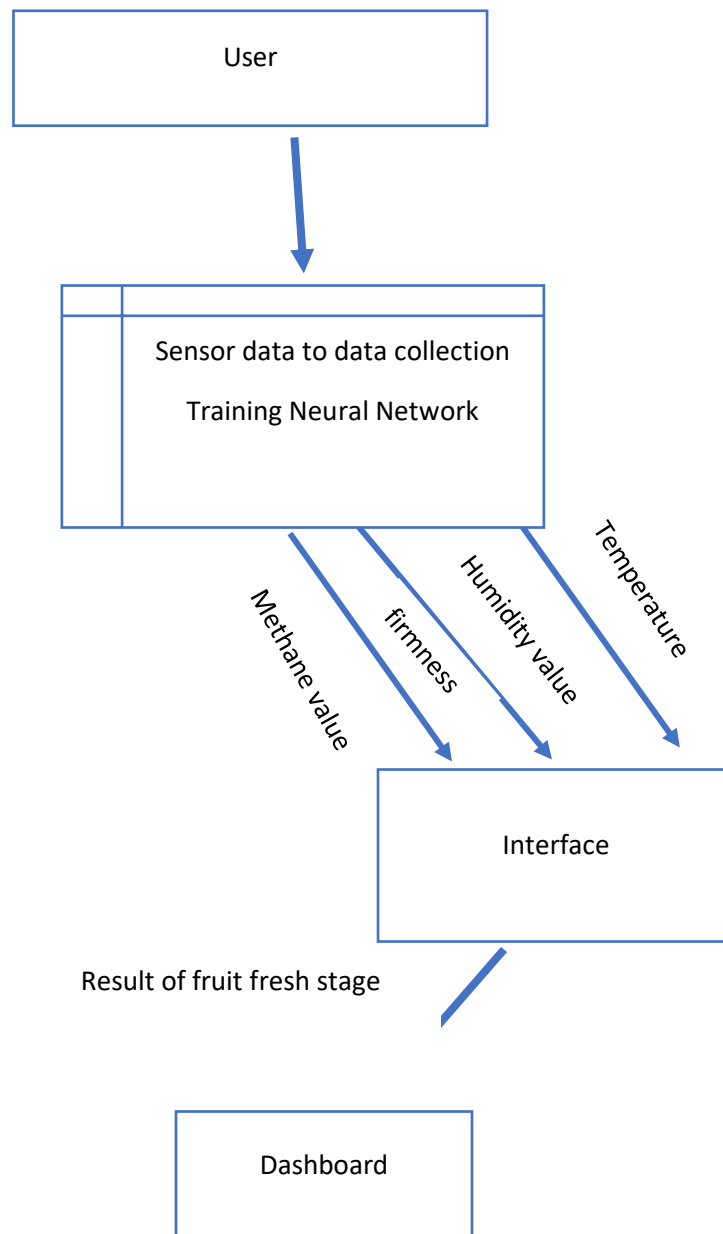 User
Sensor data to data collection
Training Neural Network
Methane value
firmness
Humidity value
Temperature
Interface
Result of fruit fresh stage
Dashboard